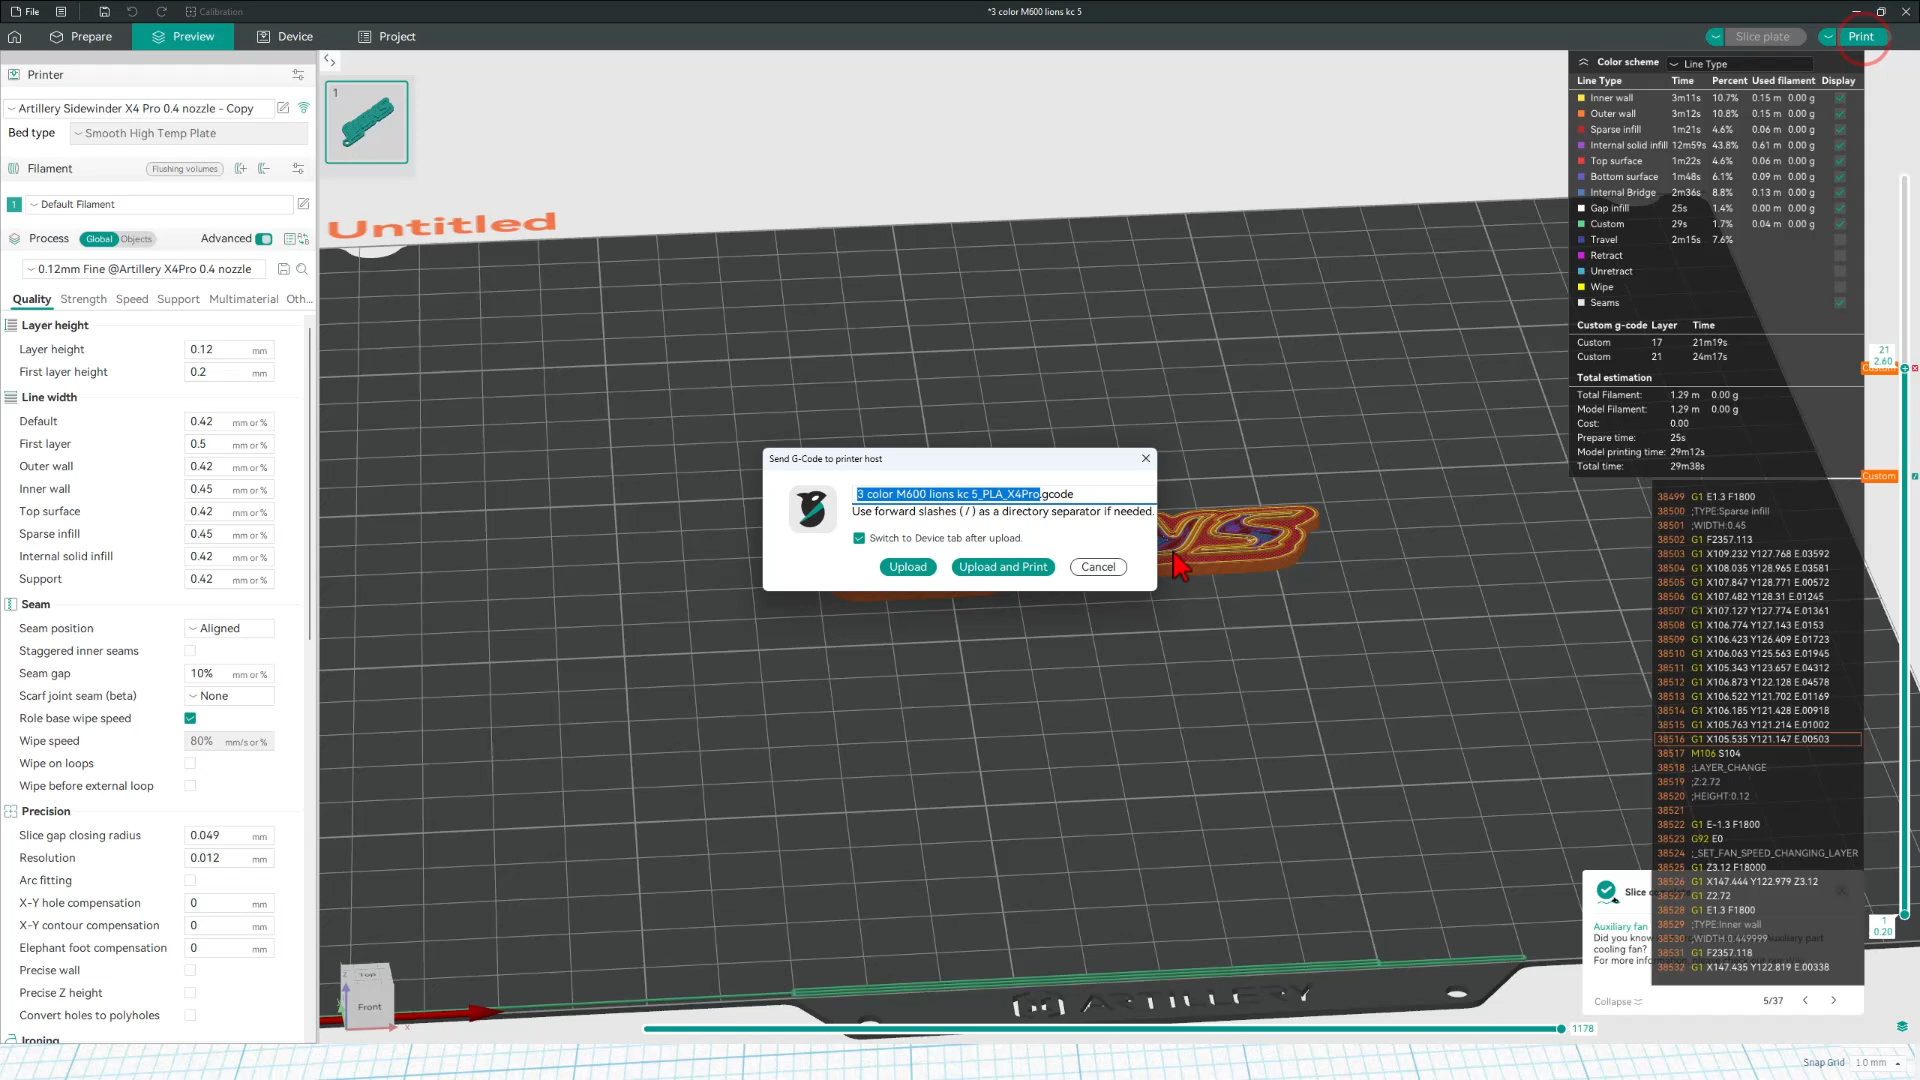 File
Calibration
*3 color M600 lions kc 5
Prepare
Preview
Device
Project
Slice plate
Print
Printer
Artillery Sidewinder X4 Pro 0.4 nozzle - Copy
Bed type
Smooth High Temp Plate
Filament
Flushing volumes
1
Default Filament
Process
Global
Objects
Advanced
0.12mm Fine @Artillery X4Pro 0.4 nozzle
Quality
Strength
Speed
Support
Multimaterial
Oth...
Layer height
Layer height 0.12 mm
First layer height 0.2 mm
Line width
Default 0.42 mm or %
First layer 0.5 mm or %
Outer wall 0.42 mm or %
Inner wall 0.45 mm or %
Top surface 0.42 mm or %
Sparse infill 0.45 mm or %
Internal solid infill 0.42 mm or %
Support 0.42 mm or %
Seam
Seam position Aligned
Staggered inner seams
Seam gap 10% mm or %
Scarf joint seam (beta) None
Role base wipe speed
Wipe speed 80% mm/s or %
Wipe on loops
Wipe before external loop
Precision
Slice gap closing radius 0.049 mm
Resolution 0.012 mm
Arc fitting
X-Y hole compensation 0 mm
X-Y contour compensation 0 mm
Elephant foot compensation 0 mm
Precise wall
Precise Z height
Convert holes to polyholes
Ironing
1
Untitled
Send G-Code to printer host
3 color M600 lions kc 5_PLA_X4Pro.gcode
Use forward slashes ( / ) as a directory separator if needed.
Switch to Device tab after upload.
Upload
Upload and Print
Cancel
Top
Front
x
ARTILLERY
1178
Color scheme Line Type
Line Type Time Percent Used filament Display
Inner wall 3m11s 10.7% 0.15 m 0.00 g
Outer wall 3m12s 10.8% 0.15 m 0.00 g
Sparse infill 1m21s 4.6% 0.06 m 0.00 g
Internal solid infill 12m59s 43.8% 0.61 m 0.00 g
Top surface 1m22s 4.6% 0.06 m 0.00 g
Bottom surface 1m48s 6.1% 0.09 m 0.00 g
Internal Bridge 2m36s 8.8% 0.13 m 0.00 g
Gap infill 25s 1.4% 0.00 m 0.00 g
Custom 29s 1.7% 0.04 m 0.00 g
Travel 2m15s 7.6%
Retract
Unretract
Wipe
Seams
Custom g-code Layer Time
Custom 17 21m19s
Custom 21 24m17s
Total estimation
Total Filament: 1.29 m 0.00 g
Model Filament: 1.29 m 0.00 g
Cost: 0.00
Prepare time: 25s
Model printing time: 29m12s
Total time: 29m38s
21
2.60
Custom
Custom
38499 G1 E1.3 F1800
38500 ;TYPE:Sparse infill
38501 ;WIDTH:0.45
38502 G1 F2357.113
38503 G1 X109.232 Y127.768 E.03592
38504 G1 X108.035 Y128.965 E.03581
38505 G1 X107.847 Y128.771 E.00572
38506 G1 X107.482 Y128.31 E.01245
38507 G1 X107.127 Y127.774 E.01361
38508 G1 X106.774 Y127.143 E.0153
38509 G1 X106.423 Y126.409 E.01723
38510 G1 X106.063 Y125.563 E.01945
38511 G1 X105.343 Y123.657 E.04312
38512 G1 X106.873 Y122.128 E.04578
38513 G1 X106.522 Y121.702 E.01169
38514 G1 X106.185 Y121.428 E.00918
38515 G1 X105.763 Y121.214 E.01002
38516 G1 X105.535 Y121.147 E.00503
38517 M106 S104
38518 ;LAYER_CHANGE
38519 ;Z:2.72
38520 ;HEIGHT:0.12
38521
38522 G1 E-1.3 F1800
38523 G92 E0
38524 ;_SET_FAN_SPEED_CHANGING_LAYER
38525 G1 Z3.12 F18000
38526 G1 X147.444 Y122.979 Z3.12
38527 G1 Z2.72
38528 G1 E1.3 F1800
38529 ;TYPE:Inner wall
38530 ;WIDTH:0.449999
38531 G1 F2357.118
38532 G1 X147.435 Y122.819 E.00338
1
0.20
Slice
Auxiliary fan
Did you know
Auxiliary part
cooling fan?
For more
Collapse
5/37
Snap Grid 1.0 mm